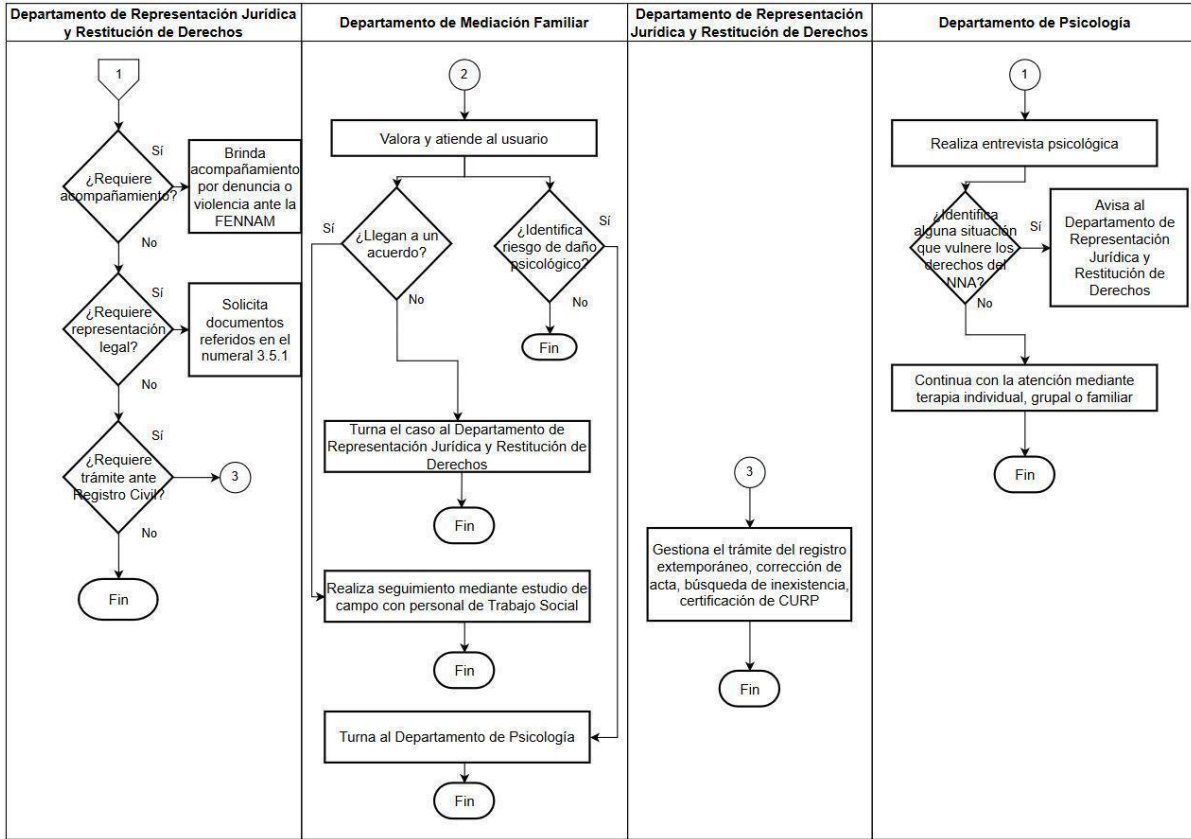 Departamento de Representación Jurídica
y Restitución de Derechos
1
¿Requiere
acompañamiento?
Sí
Brinda
acompañamiento
por denuncia o
violencia ante la
FENNAM
No
¿Requiere
representación
legal?
Sí
Solicita
documentos
referidos en el
numeral 3.5.1
No
¿Requiere
trámite ante
Registro Civil?
Sí
3
No
Fin
Departamento de Mediación Familiar
2
Valora y atiende al usuario
Sí
¿Llegan a un
acuerdo?
No
¿Identifica
riesgo de daño
psicológico?
Sí
No
Fin
Turna el caso al Departamento de
Representación Jurídica y Restitución de
Derechos
Fin
Realiza seguimiento mediante estudio de
campo con personal de Trabajo Social
Fin
Turna al Departamento de Psicología
Fin
Departamento de Representación
Jurídica y Restitución de Derechos
3
Gestiona el trámite del registro
extemporáneo, corrección de
acta, búsqueda de inexistencia,
certificación de CURP
Fin
Departamento de Psicología
1
Realiza entrevista psicológica
¿Identifica
alguna situación
que vulnere los
derechos del
NNA?
Sí
Avisa al
Departamento de
Representación
Jurídica y
Restitución de
Derechos
No
Continua con la atención mediante
terapia individual, grupal o familiar
Fin